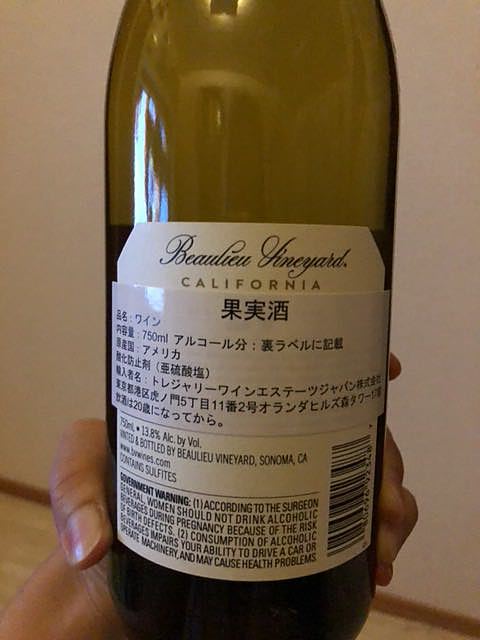 Beaulieu Vineyard®
CALIFORNIA
果実酒
品名：ワイン
内容量：750ml アルコール分：裏ラベルに記載
原産国：アメリカ
酸化防止剤（亜硫酸塩）
輸入者名：トレジャリーワインエステーツジャパン株式会社
東京都港区虎ノ門5丁目11番2号オランダヒルズ森タワー17階
飲酒は20歳になってから。
750mL • 13.8% Alc. by Vol.
VINTED & BOTTLED BY BEAULIEU VINEYARD, SONOMA, CA
www.bvwines.com
CONTAINS SULFITES
GOVERNMENT WARNING: (1) ACCORDING TO THE SURGEON
GENERAL, WOMEN SHOULD NOT DRINK ALCOHOLIC
BEVERAGES DURING PREGNANCY BECAUSE OF THE RISK
OF BIRTH DEFECTS. (2) CONSUMPTION OF ALCOHOLIC
BEVERAGES IMPAIRS YOUR ABILITY TO DRIVE A CAR OR
OPERATE MACHINERY, AND MAY CAUSE HEALTH PROBLEMS.